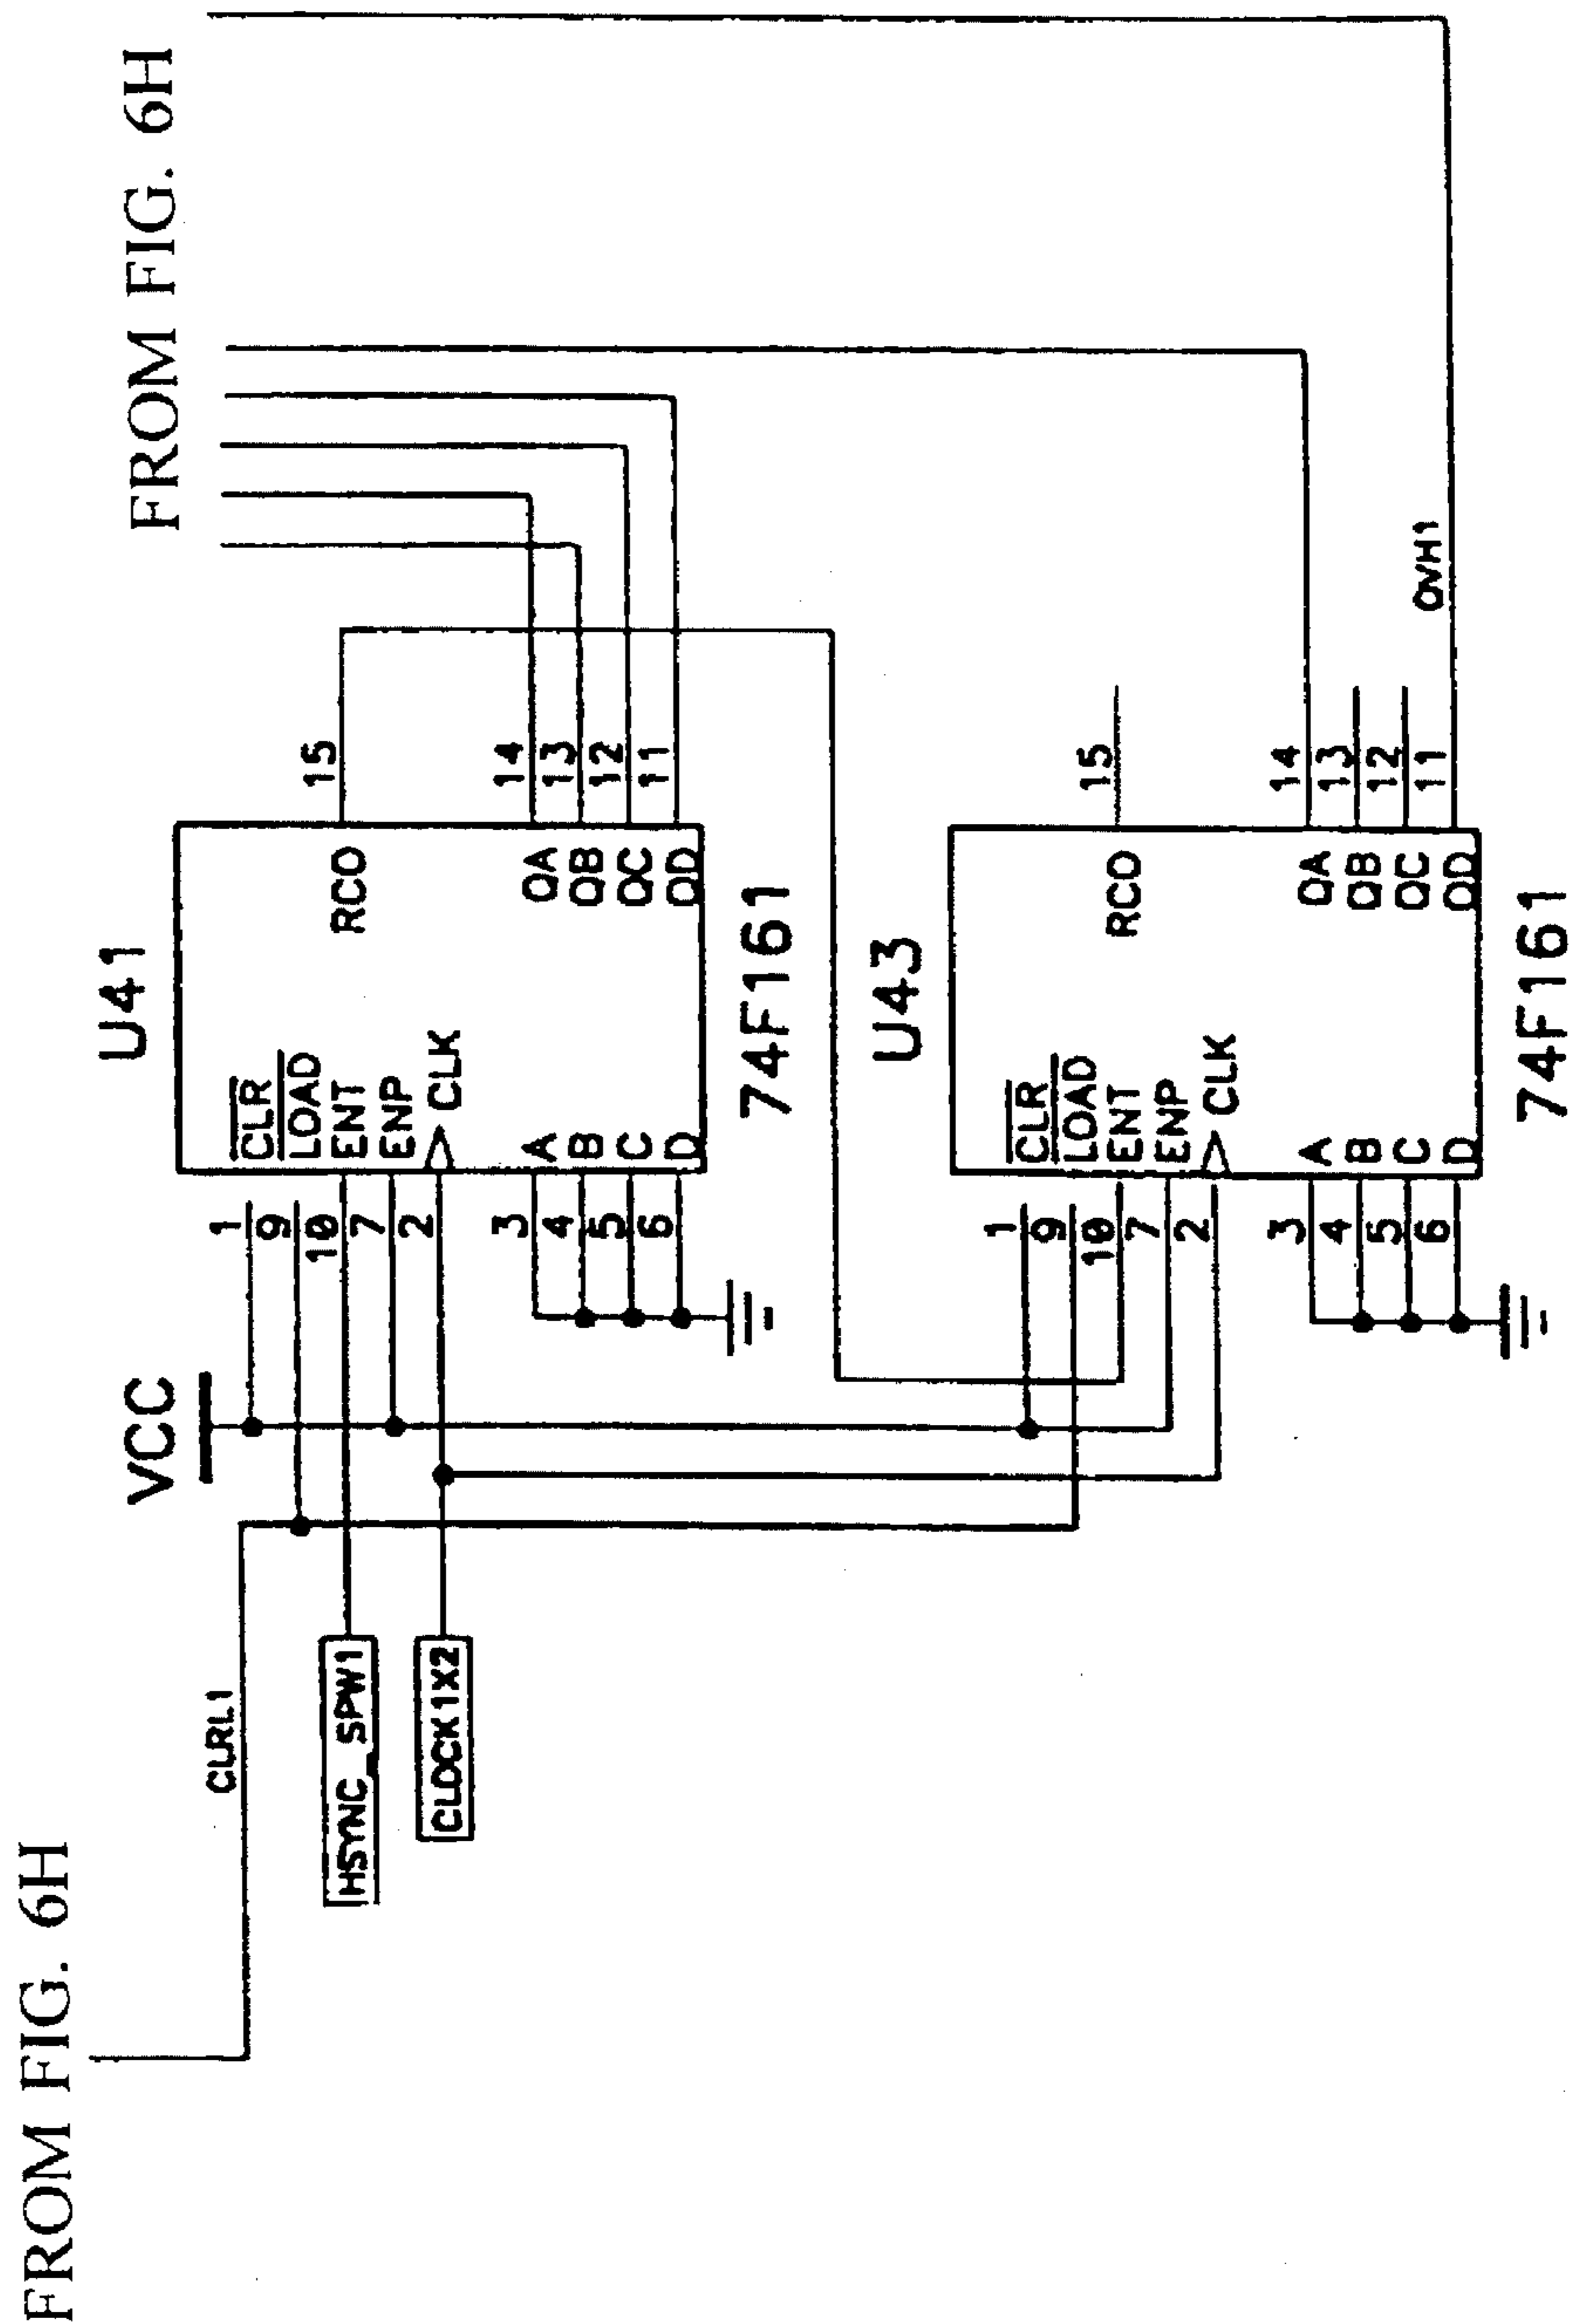 FROM FIG. 6H
FROM FIG. 6H
CLRL1
VCC
HSYNC_SPW1
CLOCK1X2
U41
1 CLR
9 LOAD
10 ENT
7 ENP
2 CLK
3 A
4 B
5 C
6 D
RCO 15
QA 14
QB 13
QC 12
QD 11
74F161
U43
1 CLR
9 LOAD
10 ENT
7 ENP
2 CLK
3 A
4 B
5 C
6 D
RCO 15
QA 14
QB 13
QC 12
QD 11
OVH1
74F161